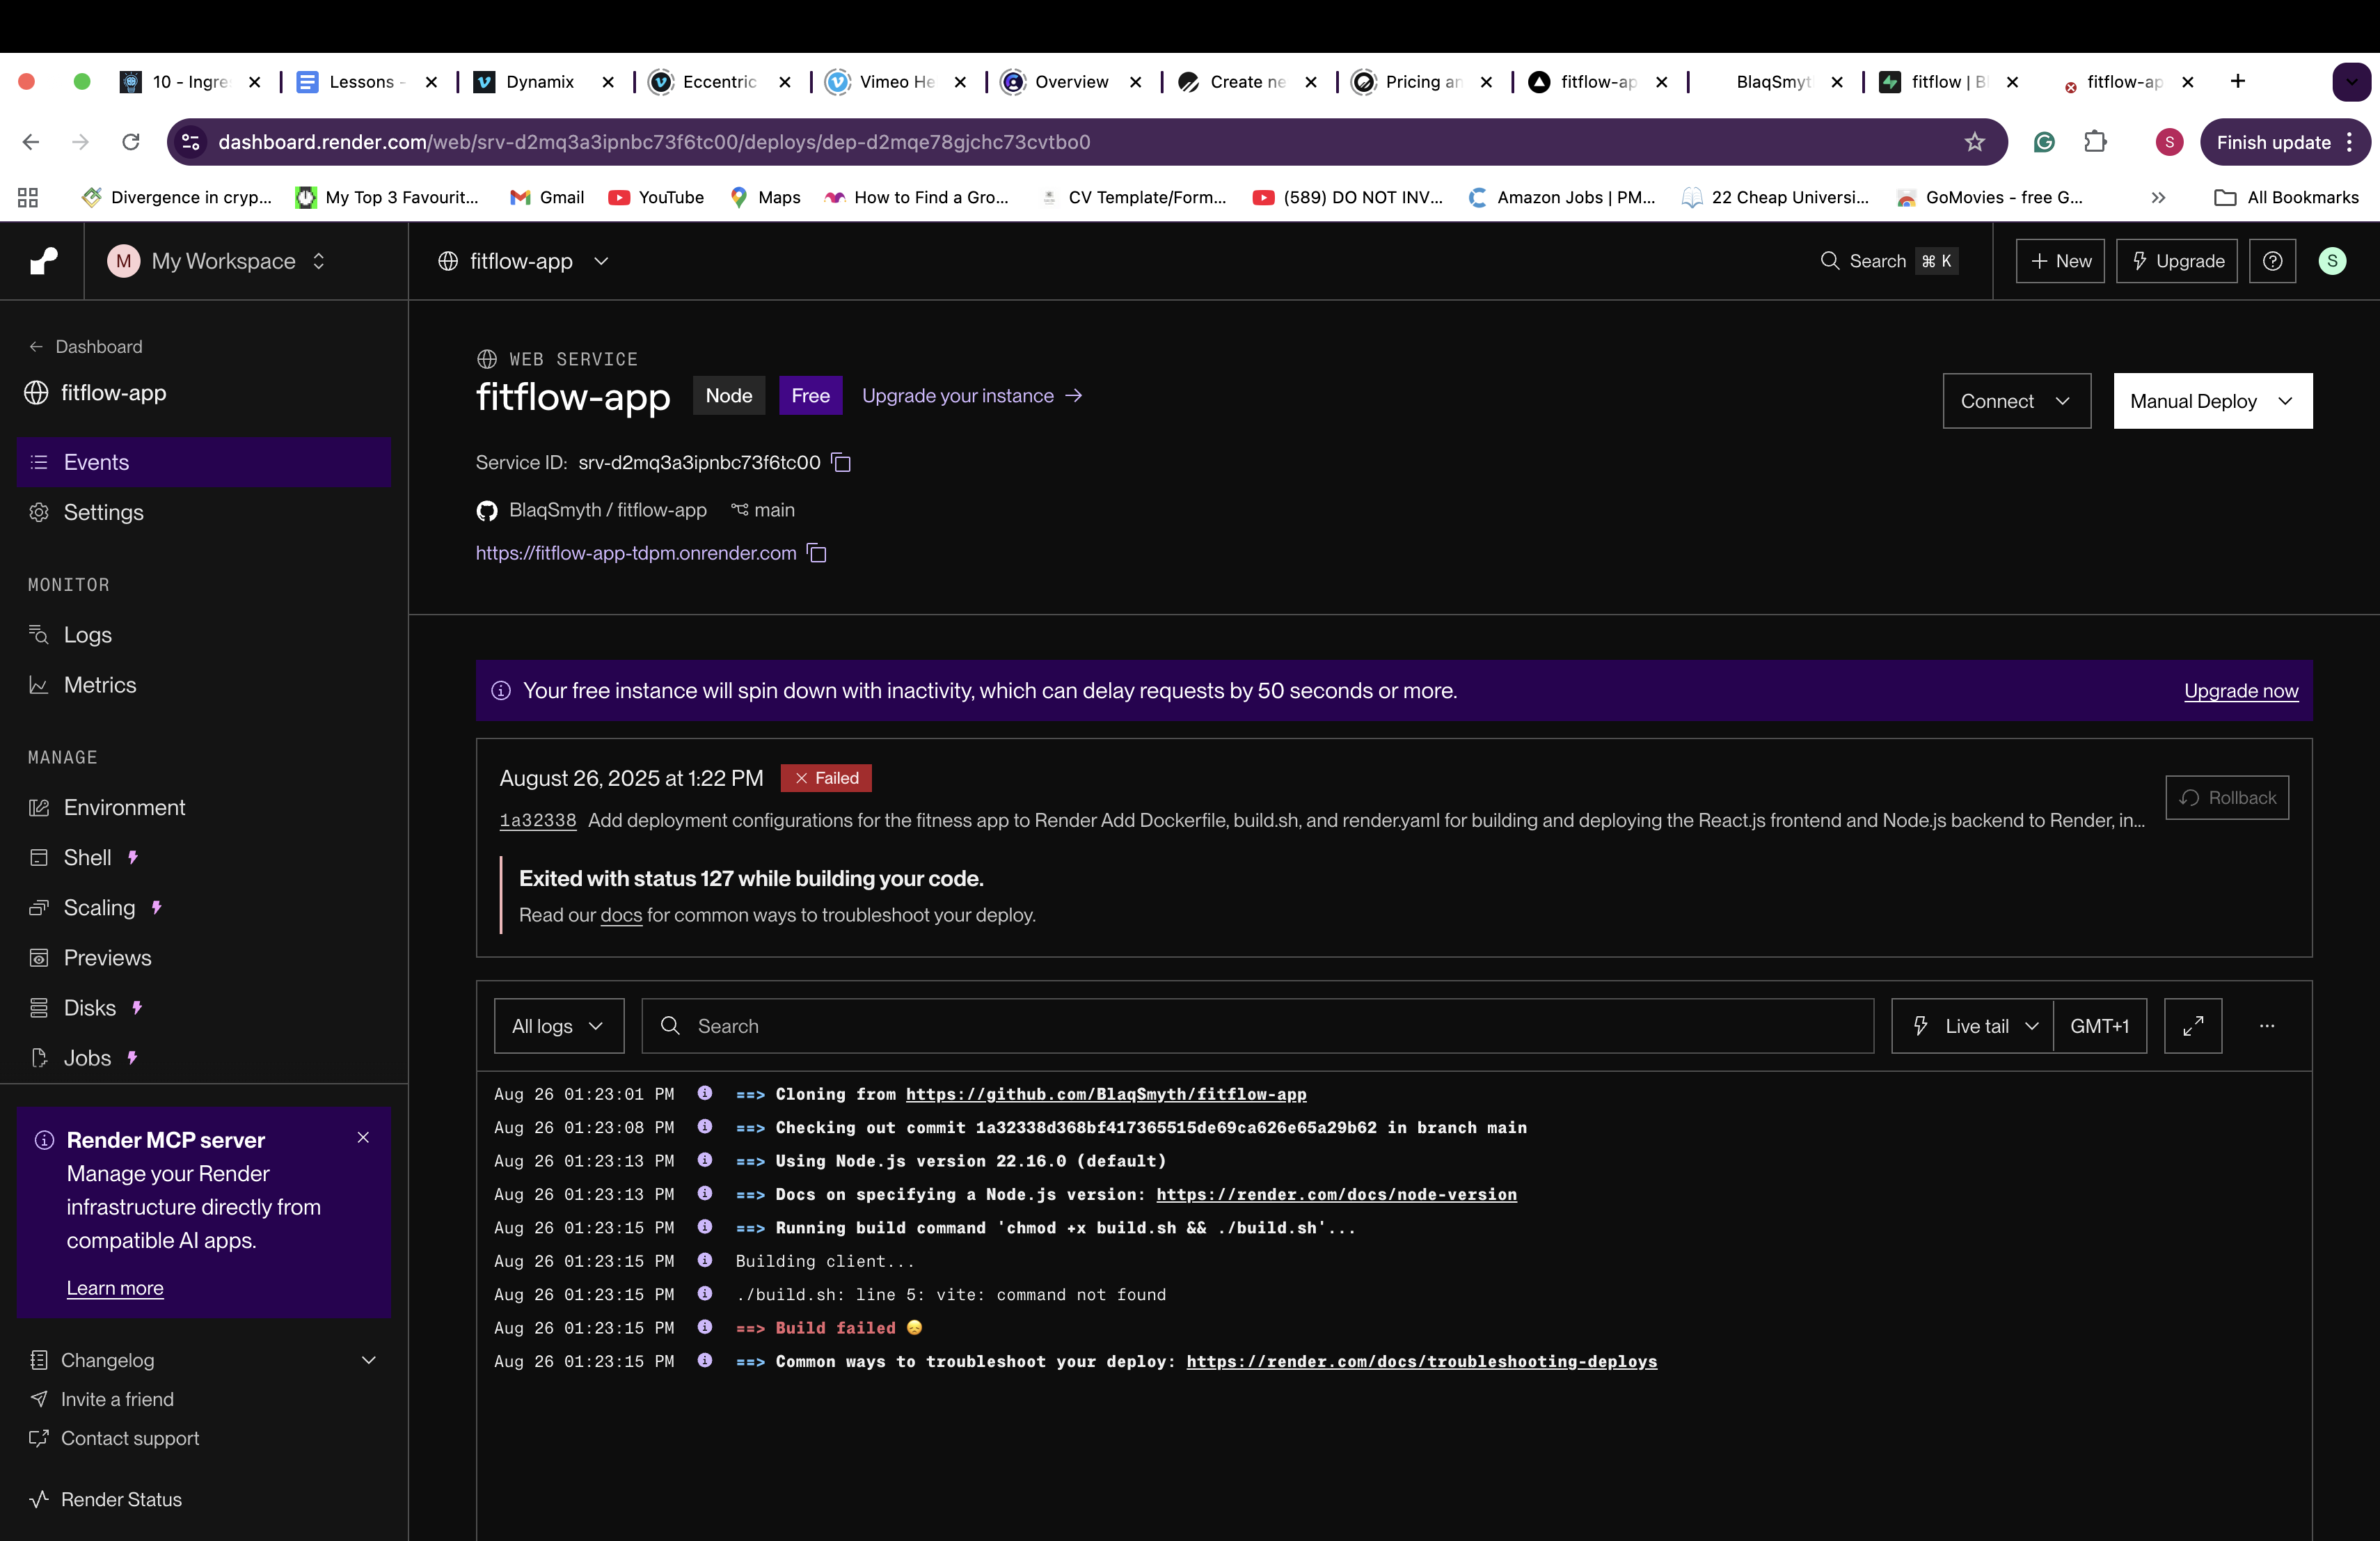 10 - Ingre
Lessons -
Dynamix
Eccentric
Vimeo He
Overview
Create ne
Pricing an
fitflow-ap
BlaqSmyt
fitflow | Bl
fitflow-ap
dashboard.render.com/web/srv-d2mq3a3ipnbc73f6tc00/deploys/dep-d2mqe78gjchc73cvtbo0
S
Finish update
Divergence in cryp...
My Top 3 Favourit...
Gmail
YouTube
Maps
How to Find a Gro...
CV Template/Form...
(589) DO NOT INV...
Amazon Jobs | PM...
22 Cheap Universi...
GoMovies - free G...
All Bookmarks
M My Workspace
fitflow-app
Search ⌘ K
+ New
Upgrade
S
← Dashboard
fitflow-app
Events
Settings
MONITOR
Logs
Metrics
MANAGE
Environment
Shell
Scaling
Previews
Disks
Jobs
Render MCP server
Manage your Render
infrastructure directly from
compatible AI apps.
Learn more
Changelog
Invite a friend
Contact support
Render Status
WEB SERVICE
fitflow-app Node Free Upgrade your instance →
Connect
Manual Deploy
Service ID: srv-d2mq3a3ipnbc73f6tc00
BlaqSmyth / fitflow-app main
https://fitflow-app-tdpm.onrender.com
Your free instance will spin down with inactivity, which can delay requests by 50 seconds or more.
Upgrade now
August 26, 2025 at 1:22 PM Failed
Rollback
1a32338 Add deployment configurations for the fitness app to Render Add Dockerfile, build.sh, and render.yaml for building and deploying the React.js frontend and Node.js backend to Render, in...
Exited with status 127 while building your code.
Read our docs for common ways to troubleshoot your deploy.
All logs
Search
Live tail
GMT+1
...
Aug 26 01:23:01 PM ==> Cloning from https://github.com/BlaqSmyth/fitflow-app
Aug 26 01:23:08 PM ==> Checking out commit 1a32338d368bf417365515de69ca626e65a29b62 in branch main
Aug 26 01:23:13 PM ==> Using Node.js version 22.16.0 (default)
Aug 26 01:23:13 PM ==> Docs on specifying a Node.js version: https://render.com/docs/node-version
Aug 26 01:23:15 PM ==> Running build command 'chmod +x build.sh && ./build.sh'...
Aug 26 01:23:15 PM Building client...
Aug 26 01:23:15 PM ./build.sh: line 5: vite: command not found
Aug 26 01:23:15 PM ==> Build failed 😞
Aug 26 01:23:15 PM ==> Common ways to troubleshoot your deploy: https://render.com/docs/troubleshooting-deploys